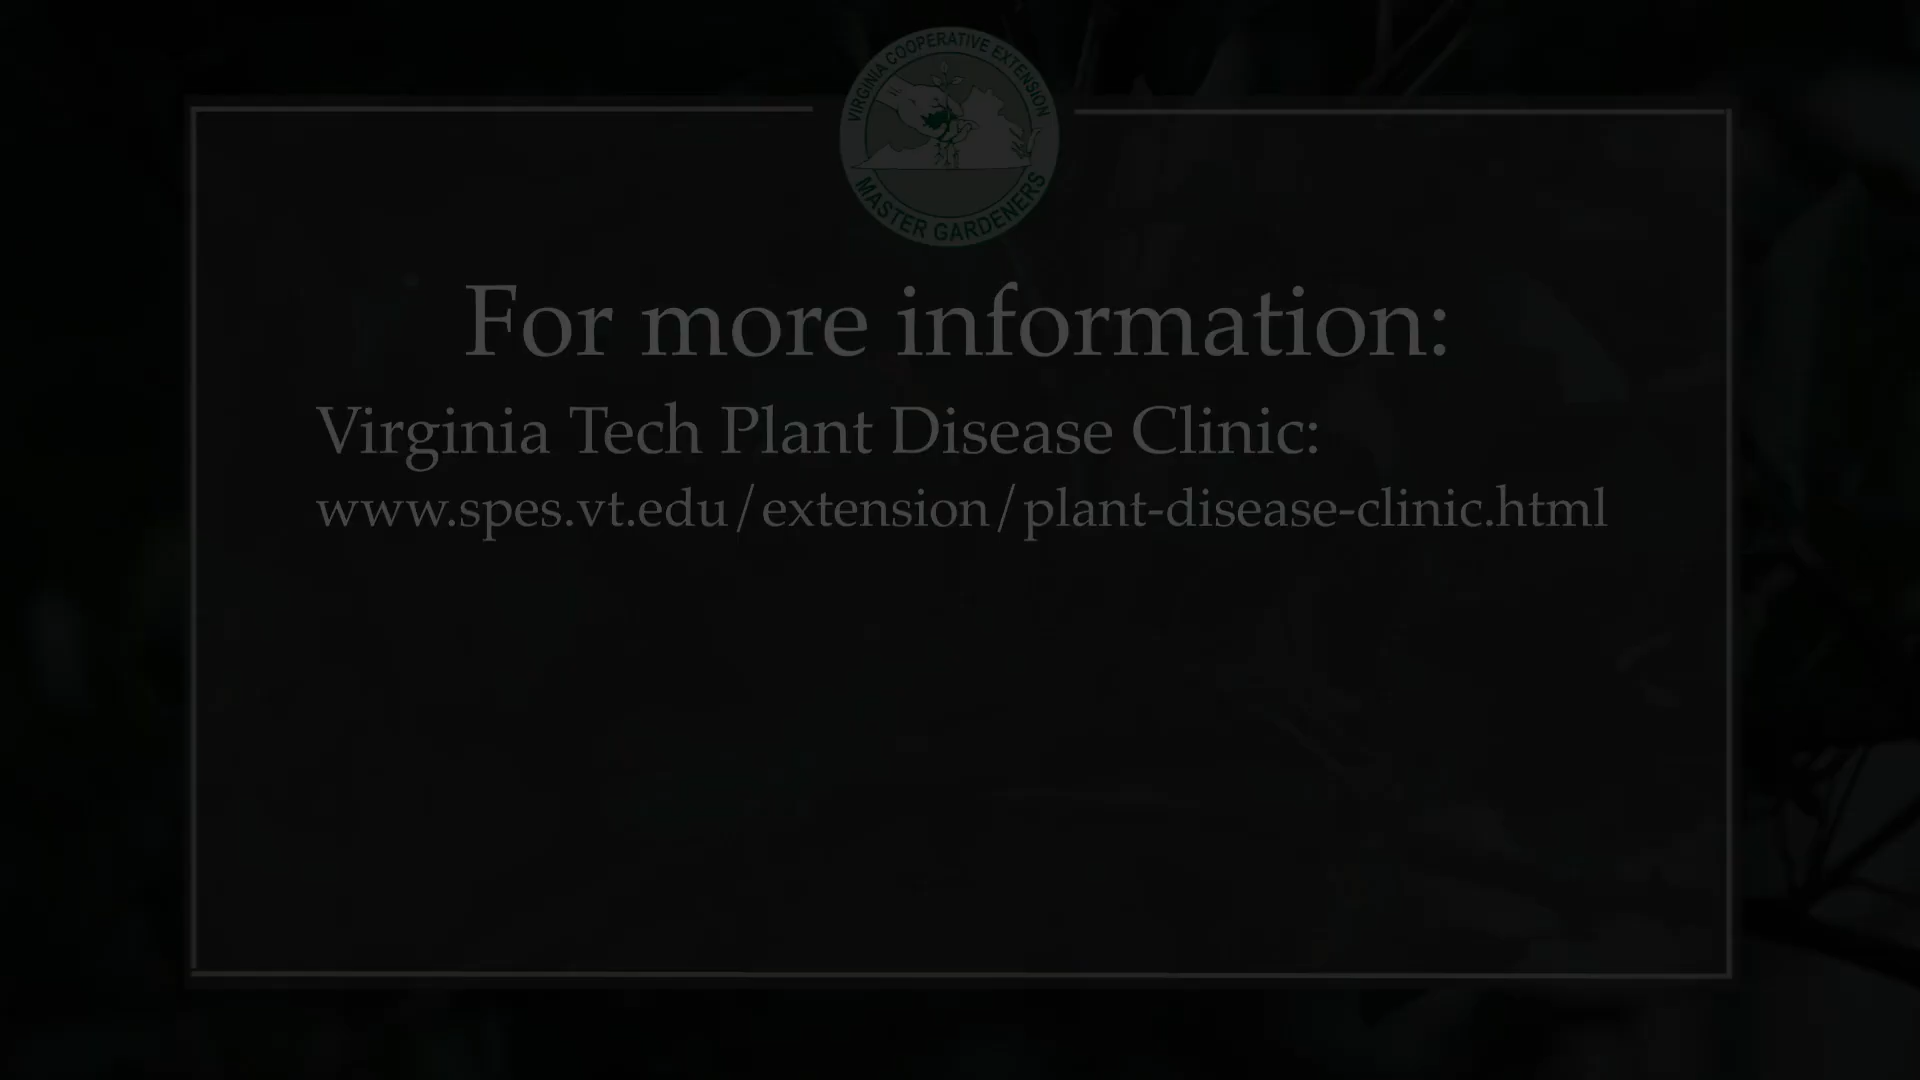 VIRGINIA COOPERATIVE EXTENSION
MASTER GARDENERS
For more information:
Virginia Tech Plant Disease Clinic:
www.spes.vt.edu/extension/plant-disease-clinic.html